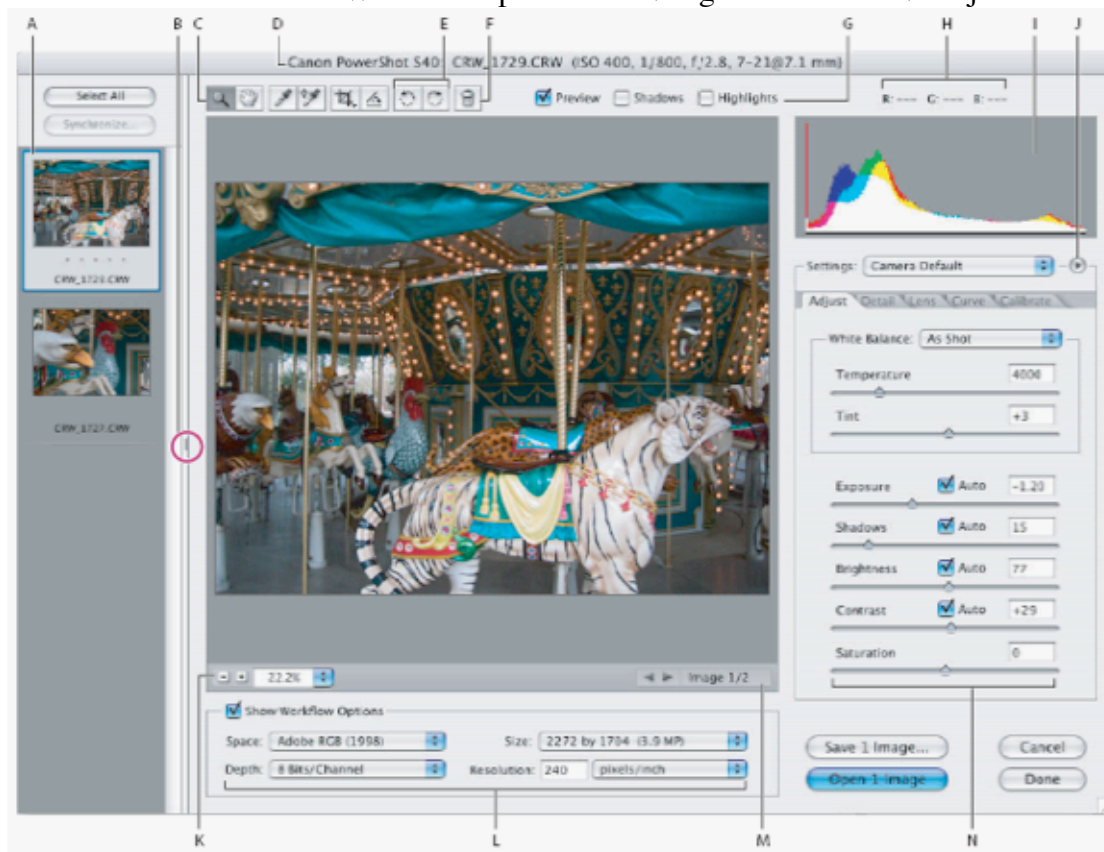 A B C D E F G H I J
Canon PowerShot S40: CRW_1729.CRW (ISO 400, 1/800, f/2.8, 7-21@7.1 mm)
Select All
Synchronize...
Preview Shadows Highlights
R: --- G: --- B: ---
CRW_1729.CRW
CRW_1727.CRW
Settings: Camera Default
Adjust Detail Lens Curve Calibrate
White Balance: As Shot
Temperature 4000
Tint +3
Exposure Auto -1.20
Shadows Auto 15
Brightness Auto 77
Contrast Auto +29
Saturation 0
22.2% Image 1/2
Show Workflow Options
Space: Adobe RGB (1998) Size: 2272 by 1704 (3.9 MP)
Depth: 8 Bits/Channel Resolution: 240 pixels/inch
Save 1 Image... Cancel
Open 1 Image Done
K L M N